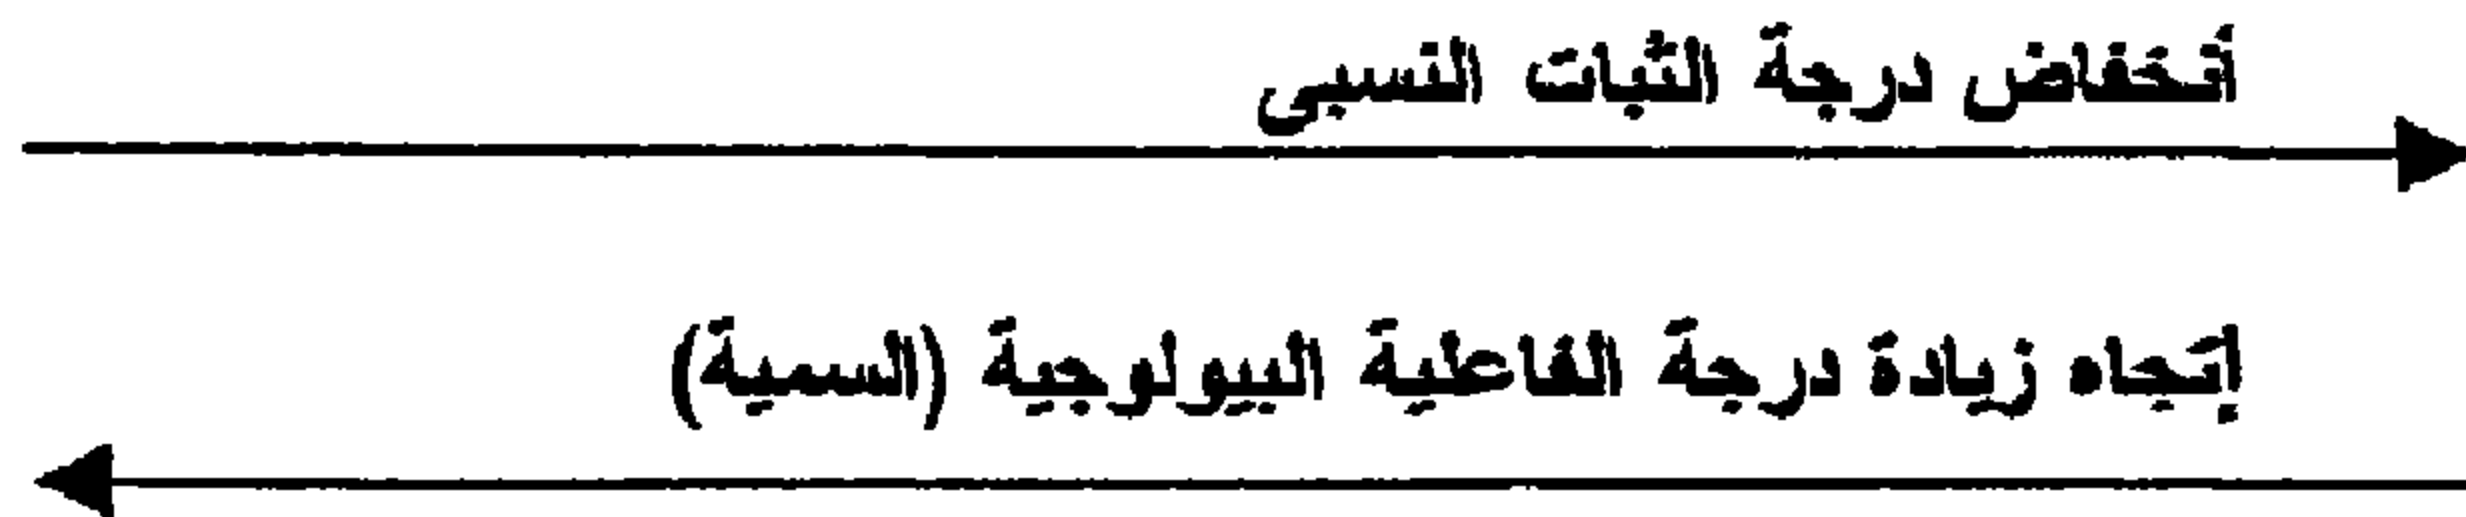 أنخفاض درجة الثبات النسبى
إتجاه زيادة درجة الفاعلية البيولوجية (السمية)